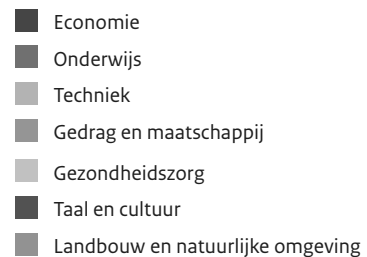 Economie
Onderwijs
Techniek
Gedrag en maatschappij
Gezondheidszorg
Taal en cultuur
Landbouw en natuurlijke omgeving